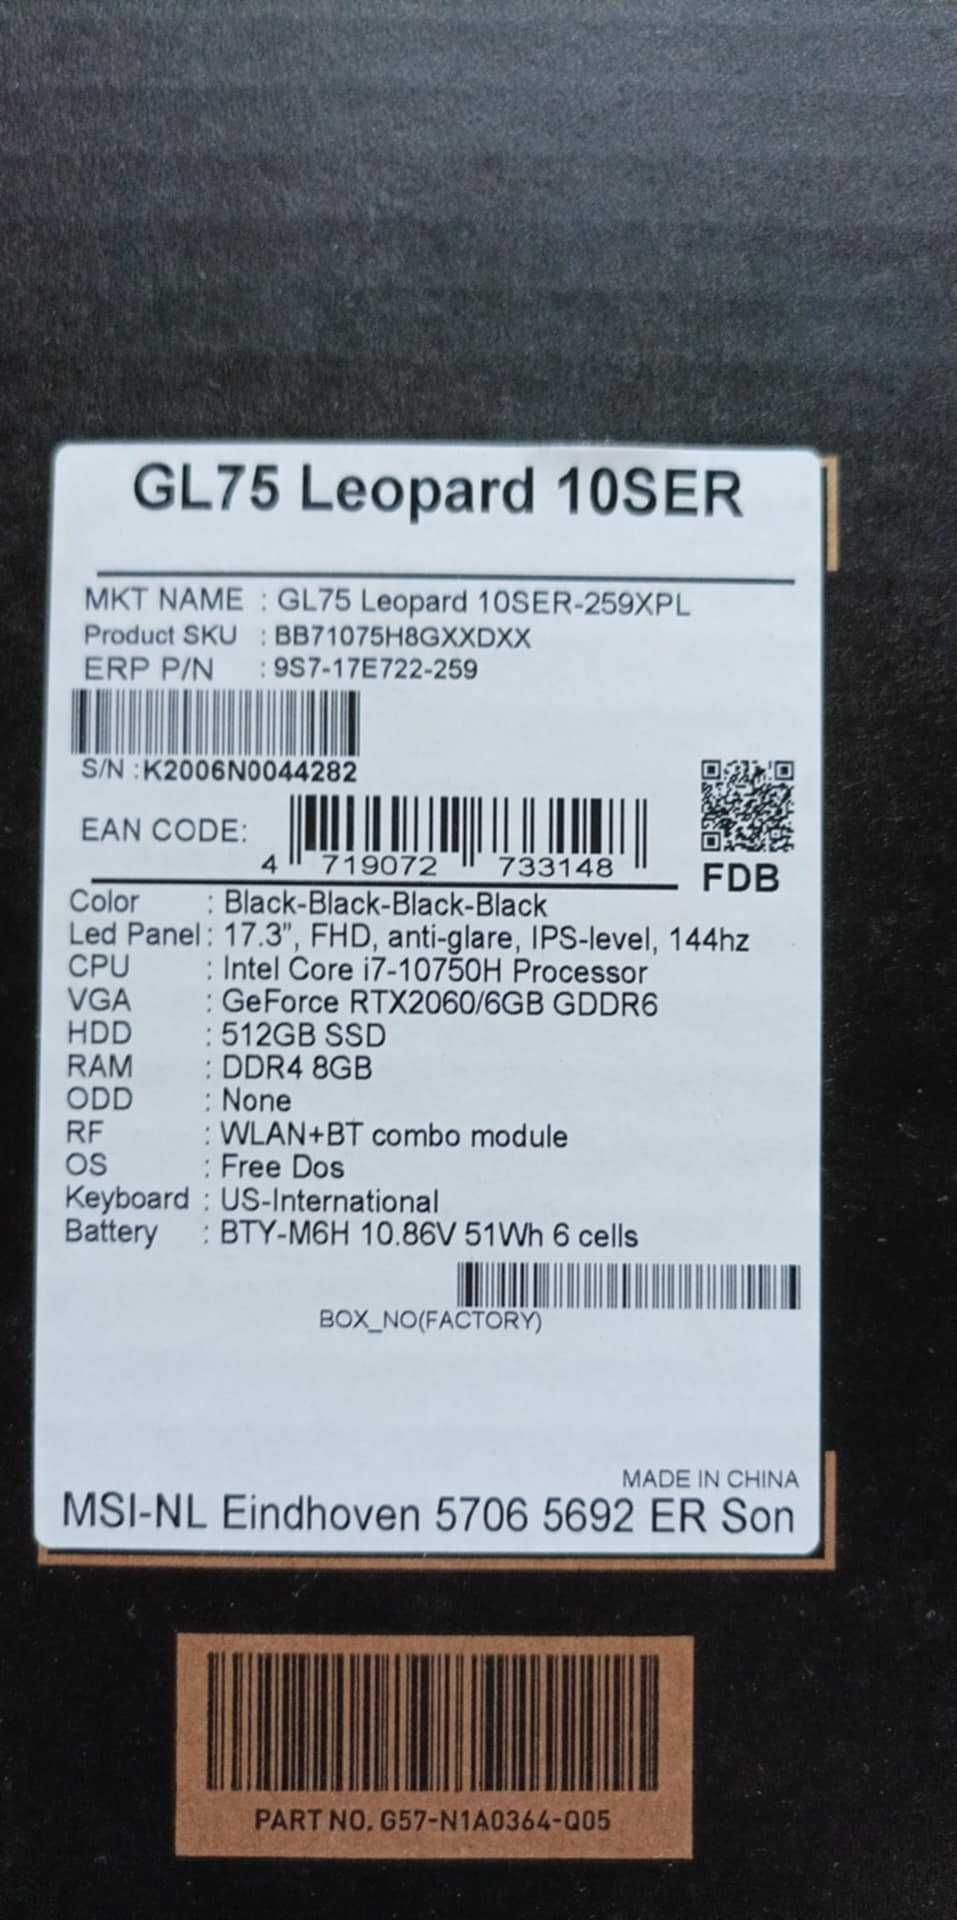 GL75 Leopard 10SER
MKT NAME : GL75 Leopard 10SER-259XPL
Product SKU : BB71075H8GXXDXX
ERP P/N : 9S7-17E722-259
S/N :K2006N0044282
EAN CODE:
4 719072 733148
FDB
Color : Black-Black-Black-Black
Led Panel : 17.3", FHD, anti-glare, IPS-level, 144hz
CPU : Intel Core i7-10750H Processor
VGA : GeForce RTX2060/6GB GDDR6
HDD : 512GB SSD
RAM : DDR4 8GB
ODD : None
RF : WLAN+BT combo module
OS : Free Dos
Keyboard : US-International
Battery : BTY-M6H 10.86V 51Wh 6 cells
BOX_NO(FACTORY)
MADE IN CHINA
MSI-NL Eindhoven 5706 5692 ER Son
PART NO. G57-N1A0364-Q05